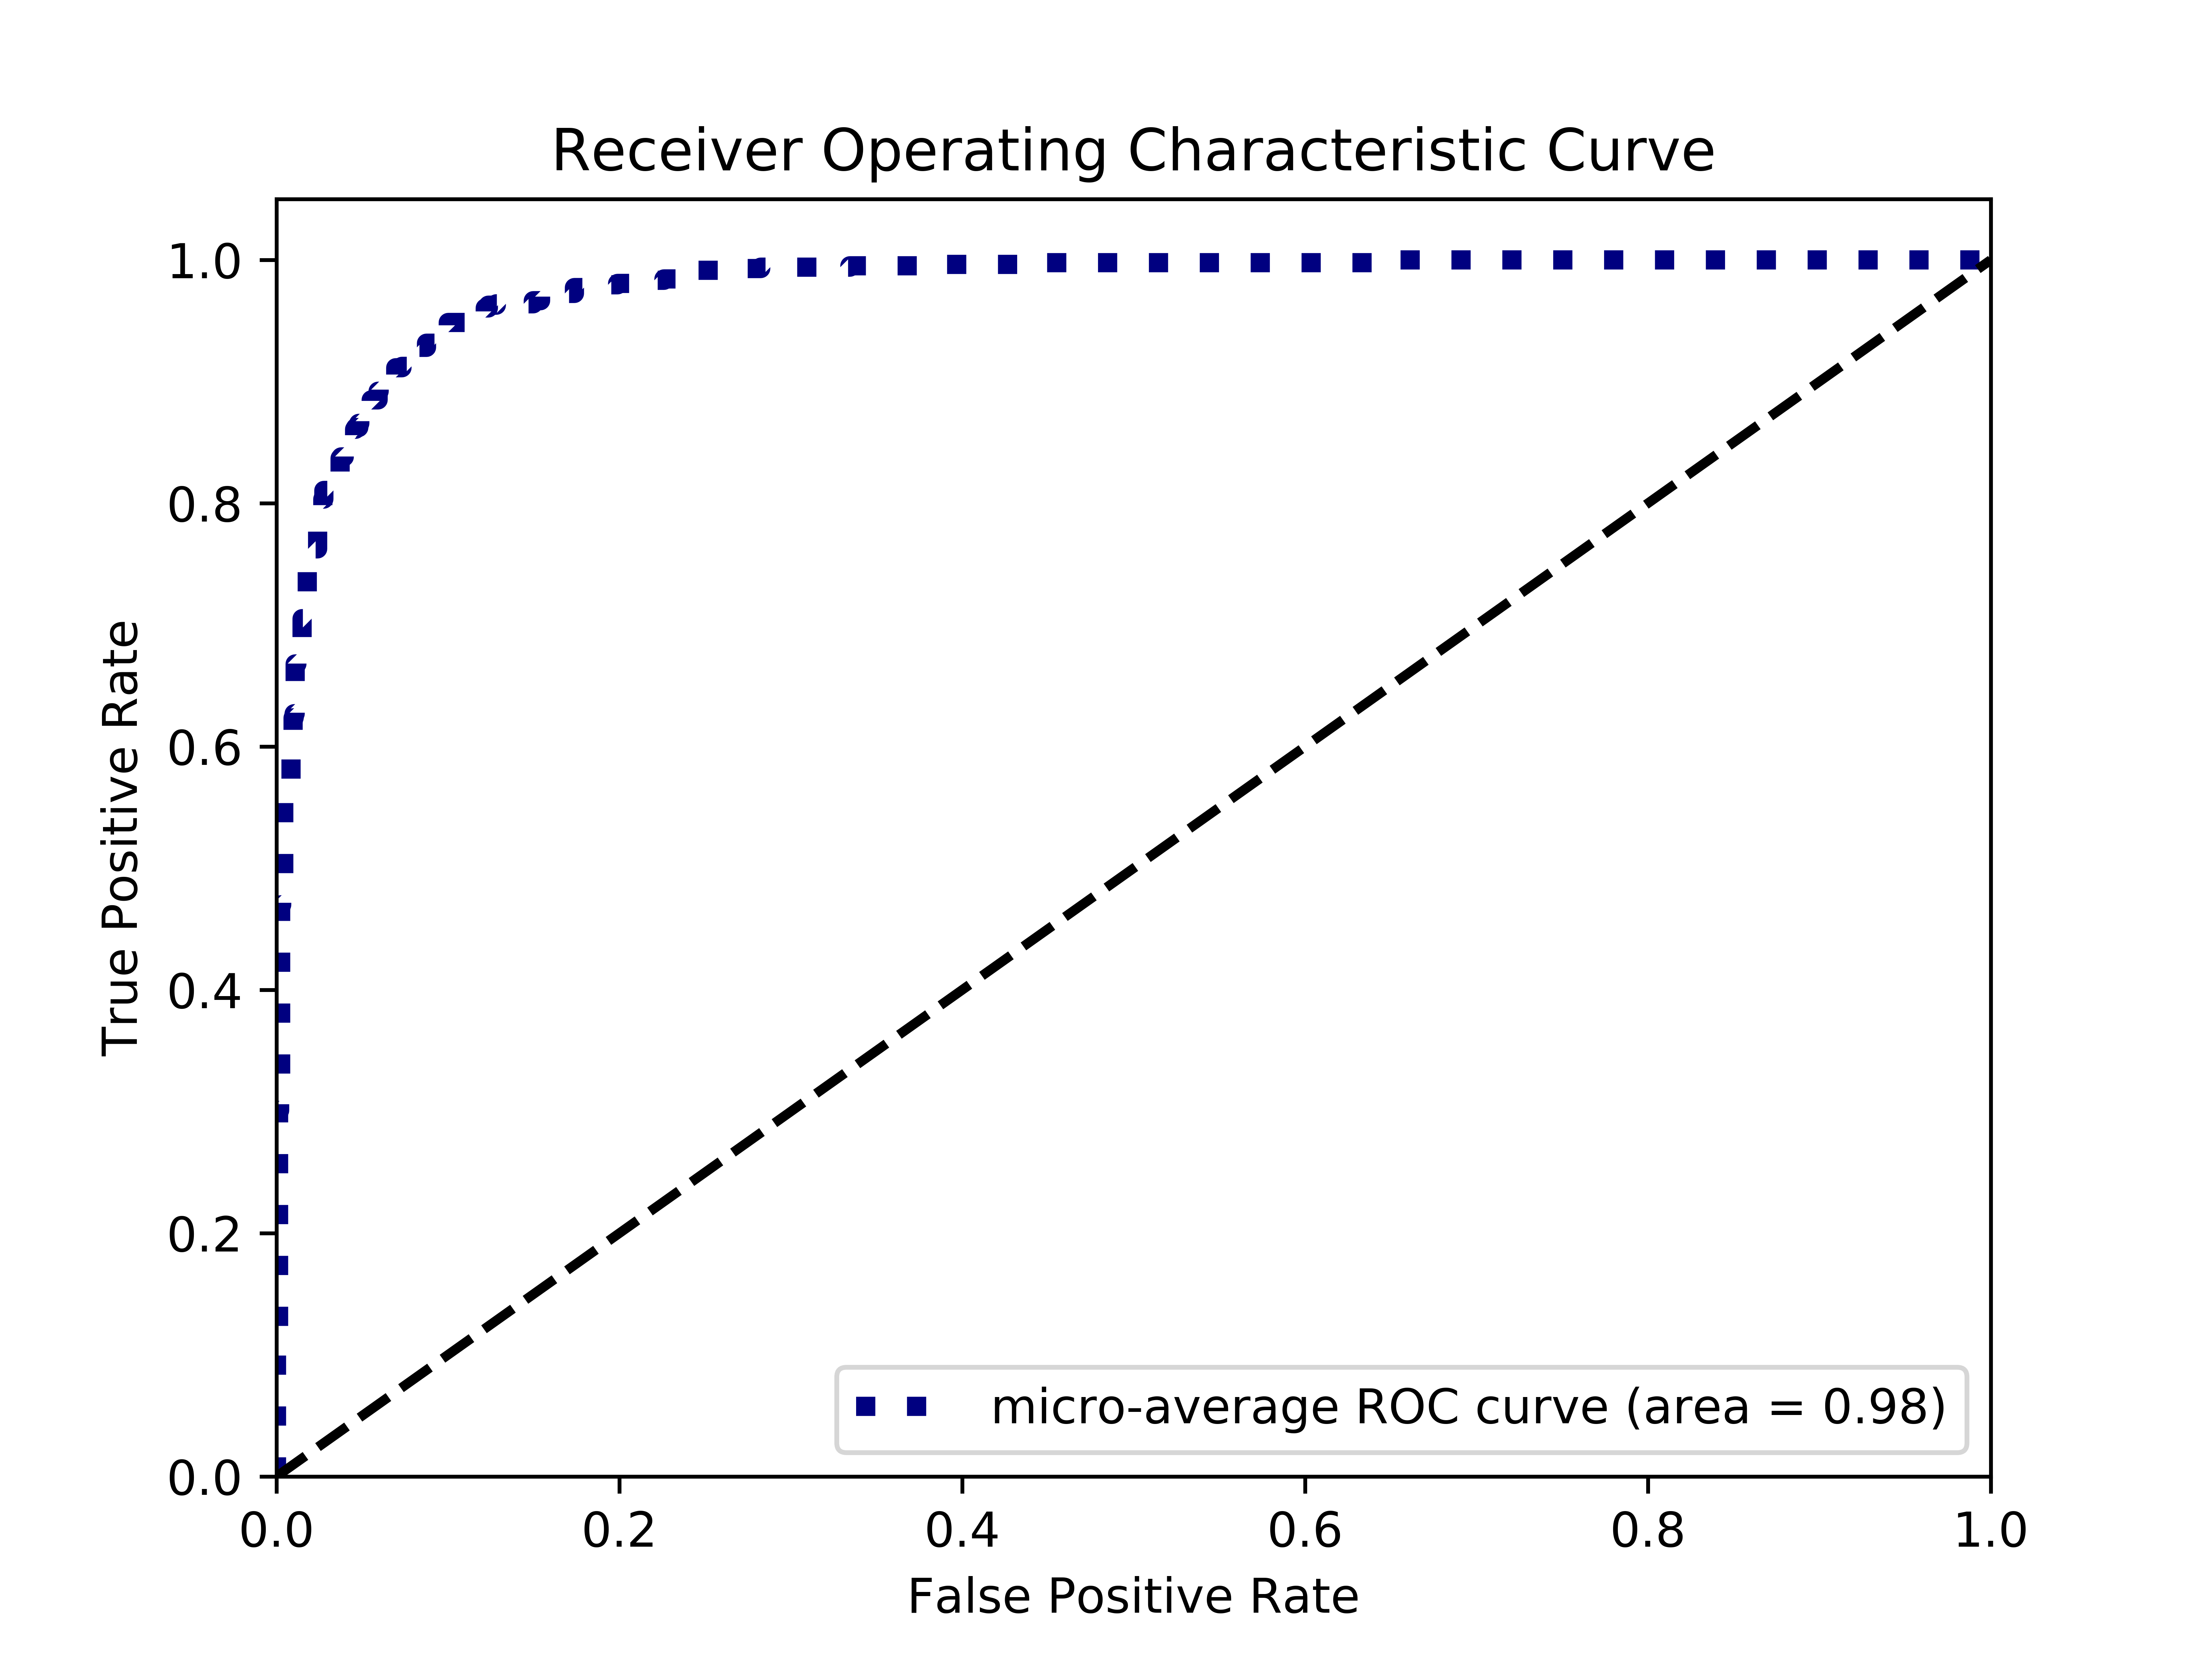 Receiver Operating Characteristic Curve
1.0
0.8
0.6
0.4
0.2
0.0
True Positive Rate
micro-average ROC curve (area = 0.98)
0.0 0.2 0.4 0.6 0.8 1.0
False Positive Rate